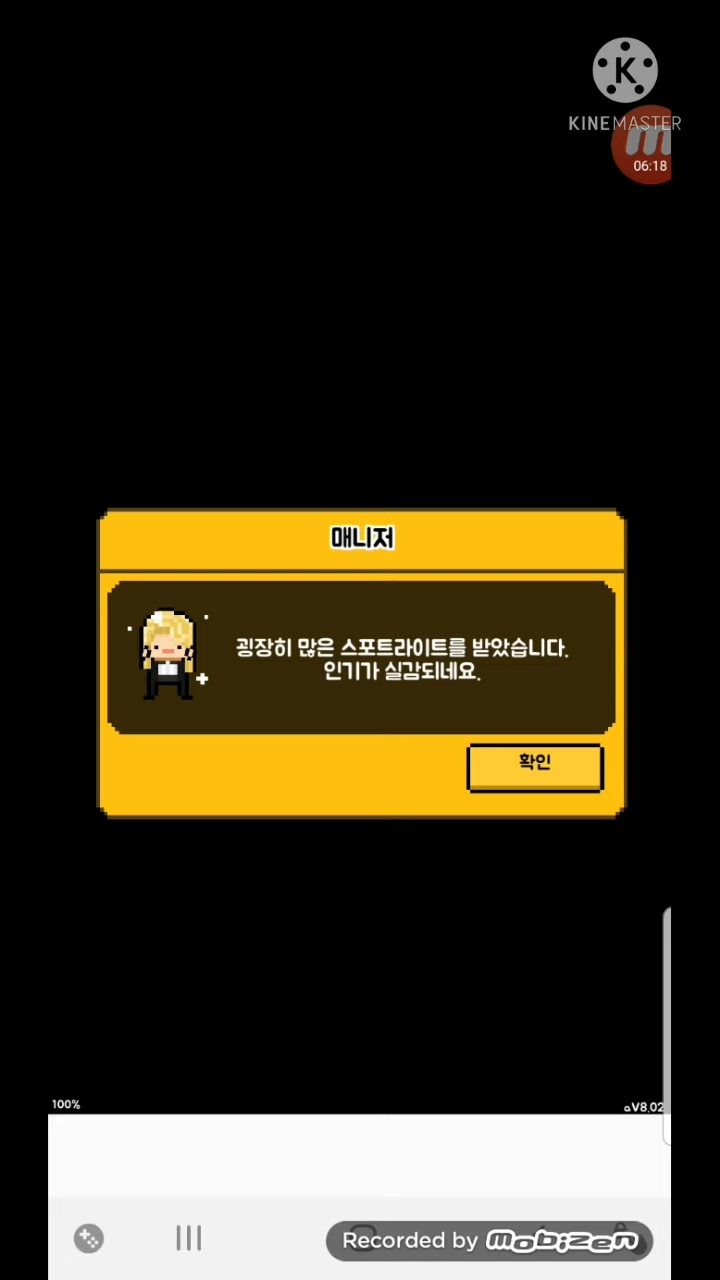 KINEMASTER
06:18
매니저
굉장히 많은 스포트라이트를 받았습니다.
인기가 실감되네요.
확인
100%
aV8.02
Recorded by mobizen